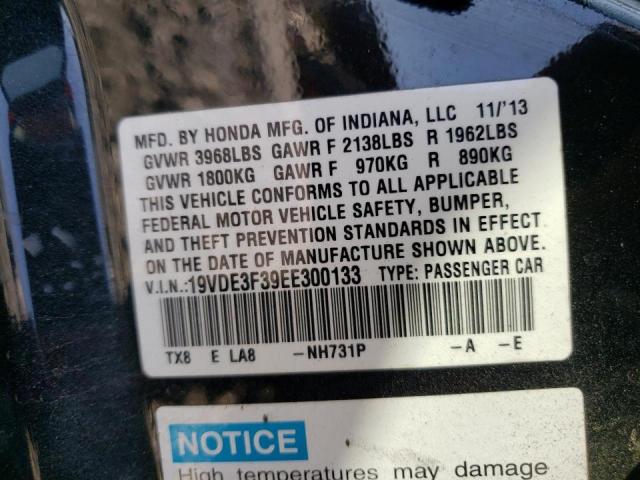 MFD. BY HONDA MFG. OF INDIANA, LLC 11/'13
GVWR 3968LBS GAWR F 2138LBS R 1962LBS
GVWR 1800KG GAWR F 970KG R 890KG
THIS VEHICLE CONFORMS TO ALL APPLICABLE
FEDERAL MOTOR VEHICLE SAFETY, BUMPER,
AND THEFT PREVENTION STANDARDS IN EFFECT
ON THE DATE OF MANUFACTURE SHOWN ABOVE.
V.I.N.:19VDE3F39EE300133 TYPE: PASSENGER CAR
TX8 E LA8 -NH731P -A -E
NOTICE
High temperatures may damage